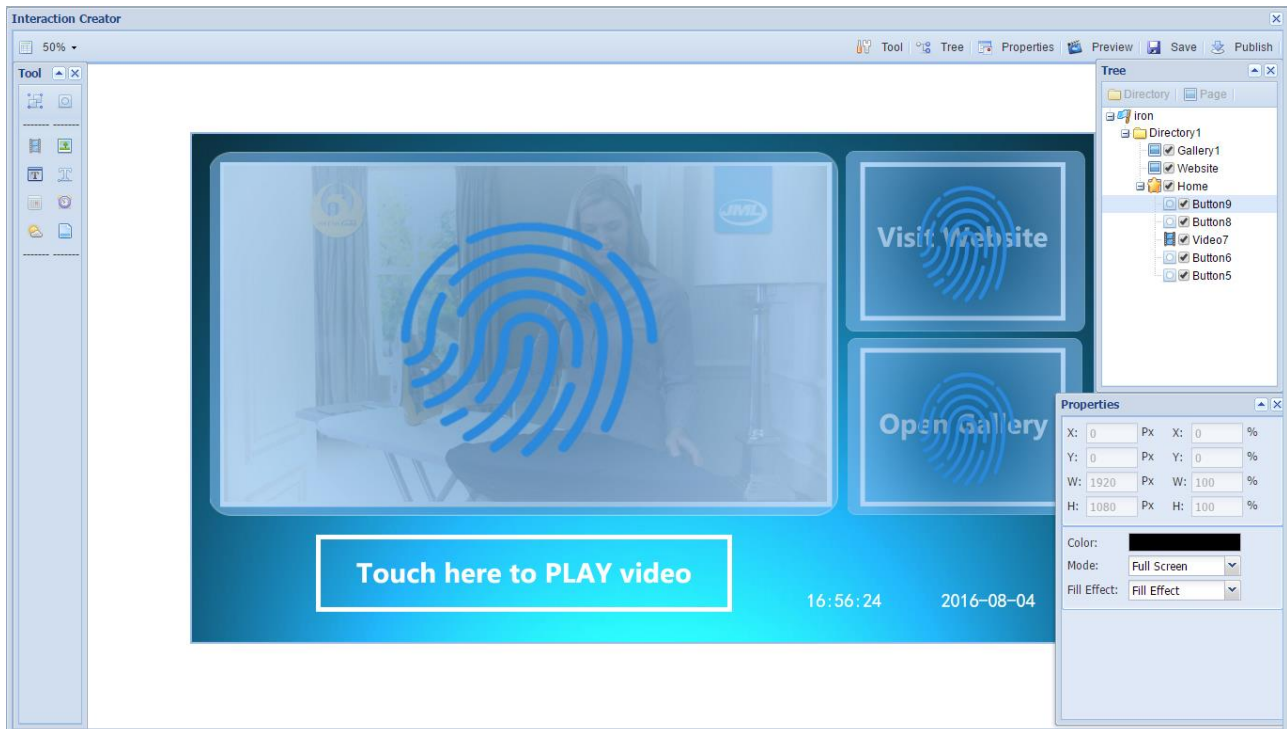 Interaction Creator
50%
Tool Tree Properties Preview Save Publish
Tool
Tree
Directory Page
iron
Directory1
Gallery1
Website
Home
Button9
Button8
Video7
Button6
Button5
JML
Visit Website
Open Gallery
Touch here to PLAY video
16:56:24 2016-08-04
Properties
X: 0 Px X: 0 %
Y: 0 Px Y: 0 %
W: 1920 Px W: 100 %
H: 1080 Px H: 100 %
Color:
Mode: Full Screen
Fill Effect: Fill Effect